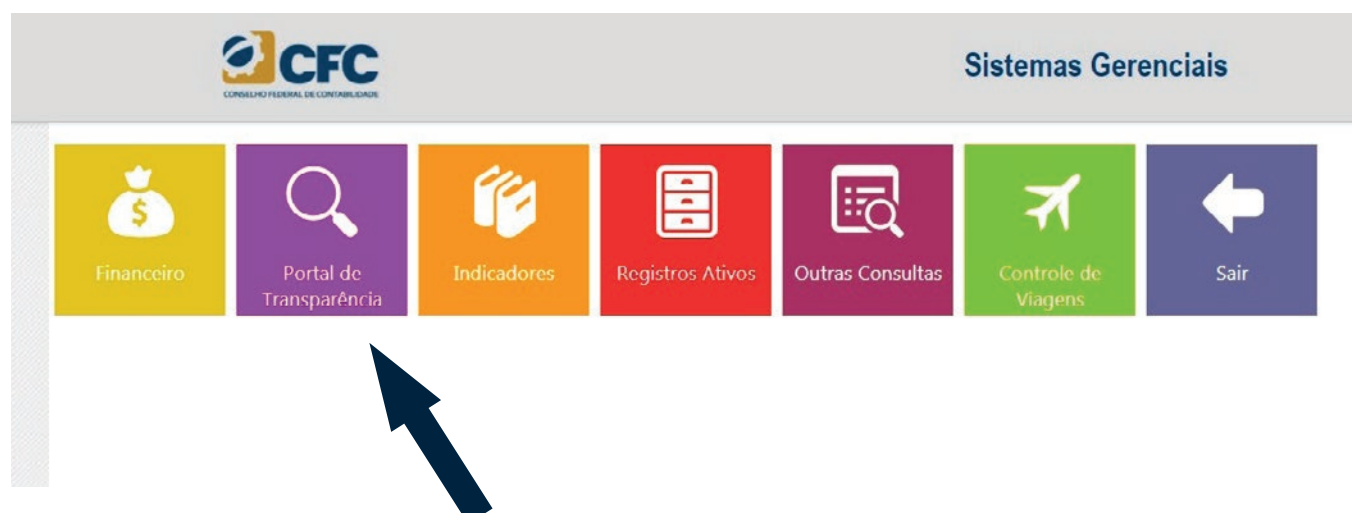 CFC
CONSELHO FEDERAL DE CONTABILIDADE
Sistemas Gerenciais
$
Financeiro
Portal de
Transparência
Indicadores
Registros Ativos
Outras Consultas
Controle de
Viagens
Sair